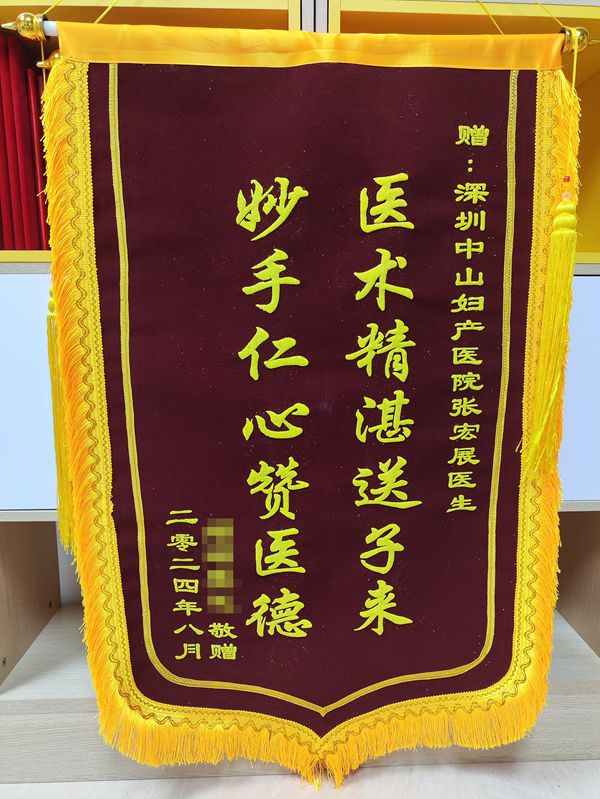 赠：深圳中山妇产医院张宏展医生
医术精湛送子来
妙手仁心赞医德
敬赠
二零二四年八月